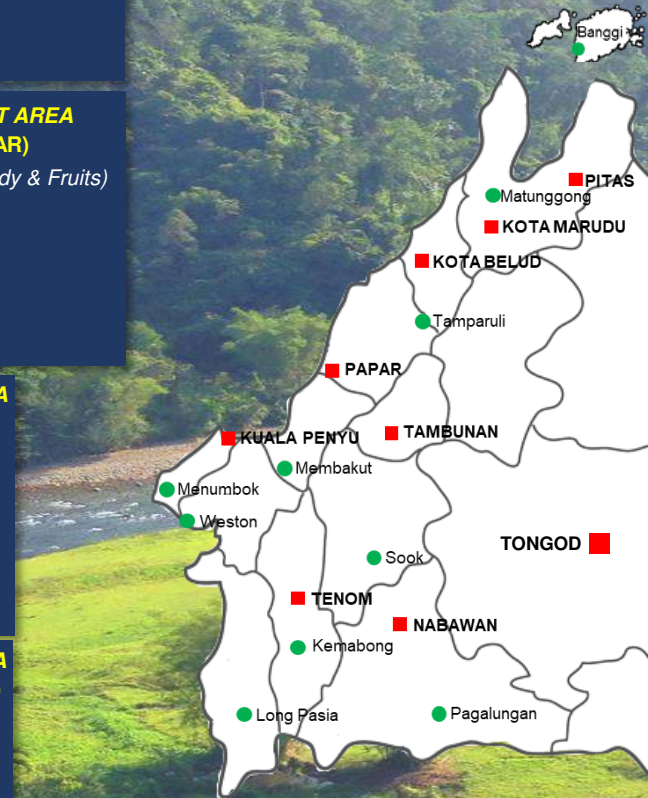 Banggi
T AREA
AR)
dy & Fruits)
PITAS
Matunggong
KOTA MARUDU
KOTA BELUD
Tamparuli
PAPAR
A
TAMBUNAN
KUALA PENYU
Membakut
Menumbok
Weston
TONGOD
Sook
TENOM
NABAWAN
Kemabong
A
Long Pasia
Pagalungan